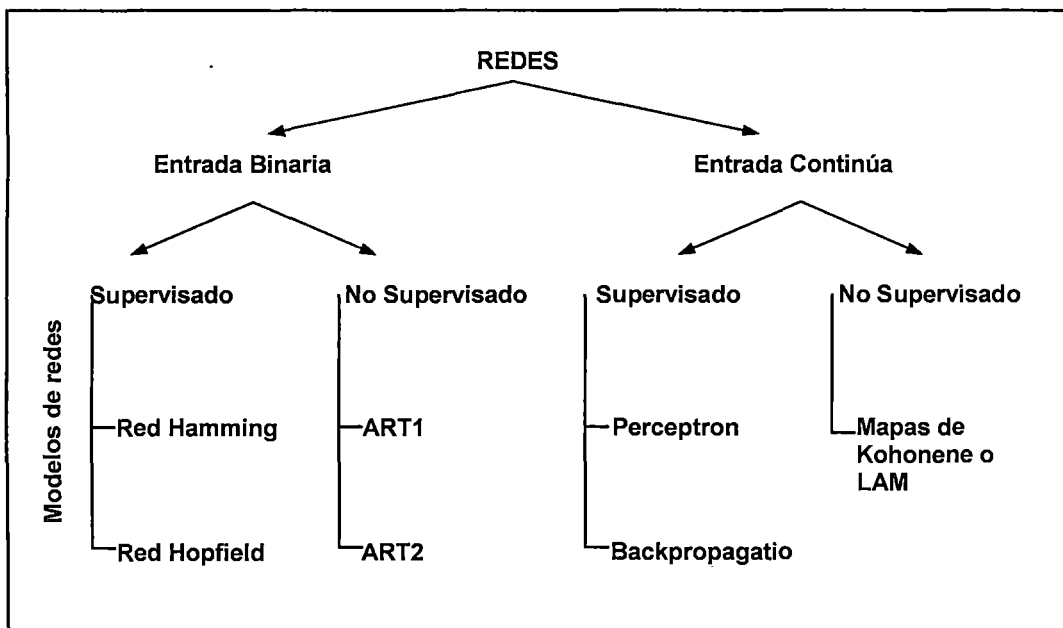 REDES
Entrada Binaria
Entrada Continúa
Supervisado
No Supervisado
Supervisado
No Supervisado
Modelos de redes
Red Hamming
ART1
Perceptron
Mapas de
Kohonene o
LAM
Red Hopfield
ART2
Backpropagatio